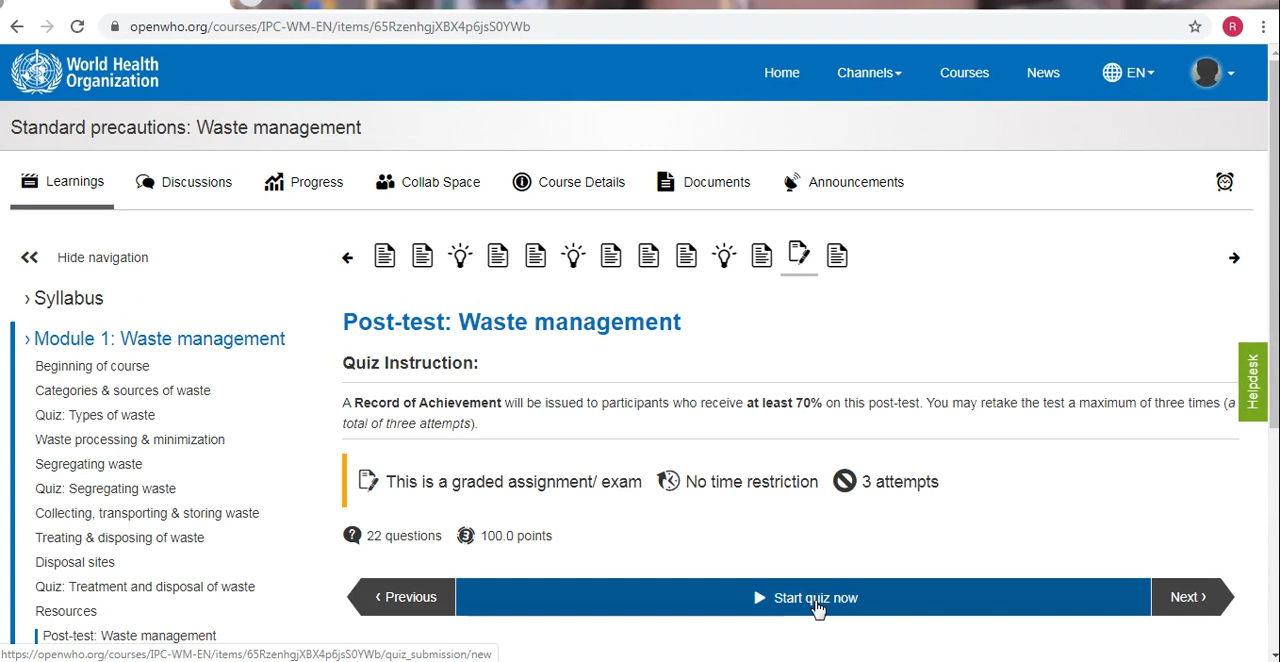 openwho.org/courses/IPC-WM-EN/items/65RzenhgjXBX4p6jsS0YWb
R
World Health
Organization
Home
Channels
Courses
News
EN
Standard precautions: Waste management
Learnings
Discussions
Progress
Collab Space
Course Details
Documents
Announcements
Hide navigation
› Syllabus
› Module 1: Waste management
Beginning of course
Categories & sources of waste
Quiz: Types of waste
Waste processing & minimization
Segregating waste
Quiz: Segregating waste
Collecting, transporting & storing waste
Treating & disposing of waste
Disposal sites
Quiz: Treatment and disposal of waste
Resources
Post-test: Waste management
Post-test: Waste management
Quiz Instruction:
A Record of Achievement will be issued to participants who receive at least 70% on this post-test. You may retake the test a maximum of three times (a
total of three attempts).
This is a graded assignment/ exam
No time restriction
3 attempts
22 questions
100.0 points
‹ Previous
Start quiz now
Next ›
Helpdesk
https://openwho.org/courses/IPC-WM-EN/items/65RzenhgjXBX4p6jsS0YWb/quiz_submission/new